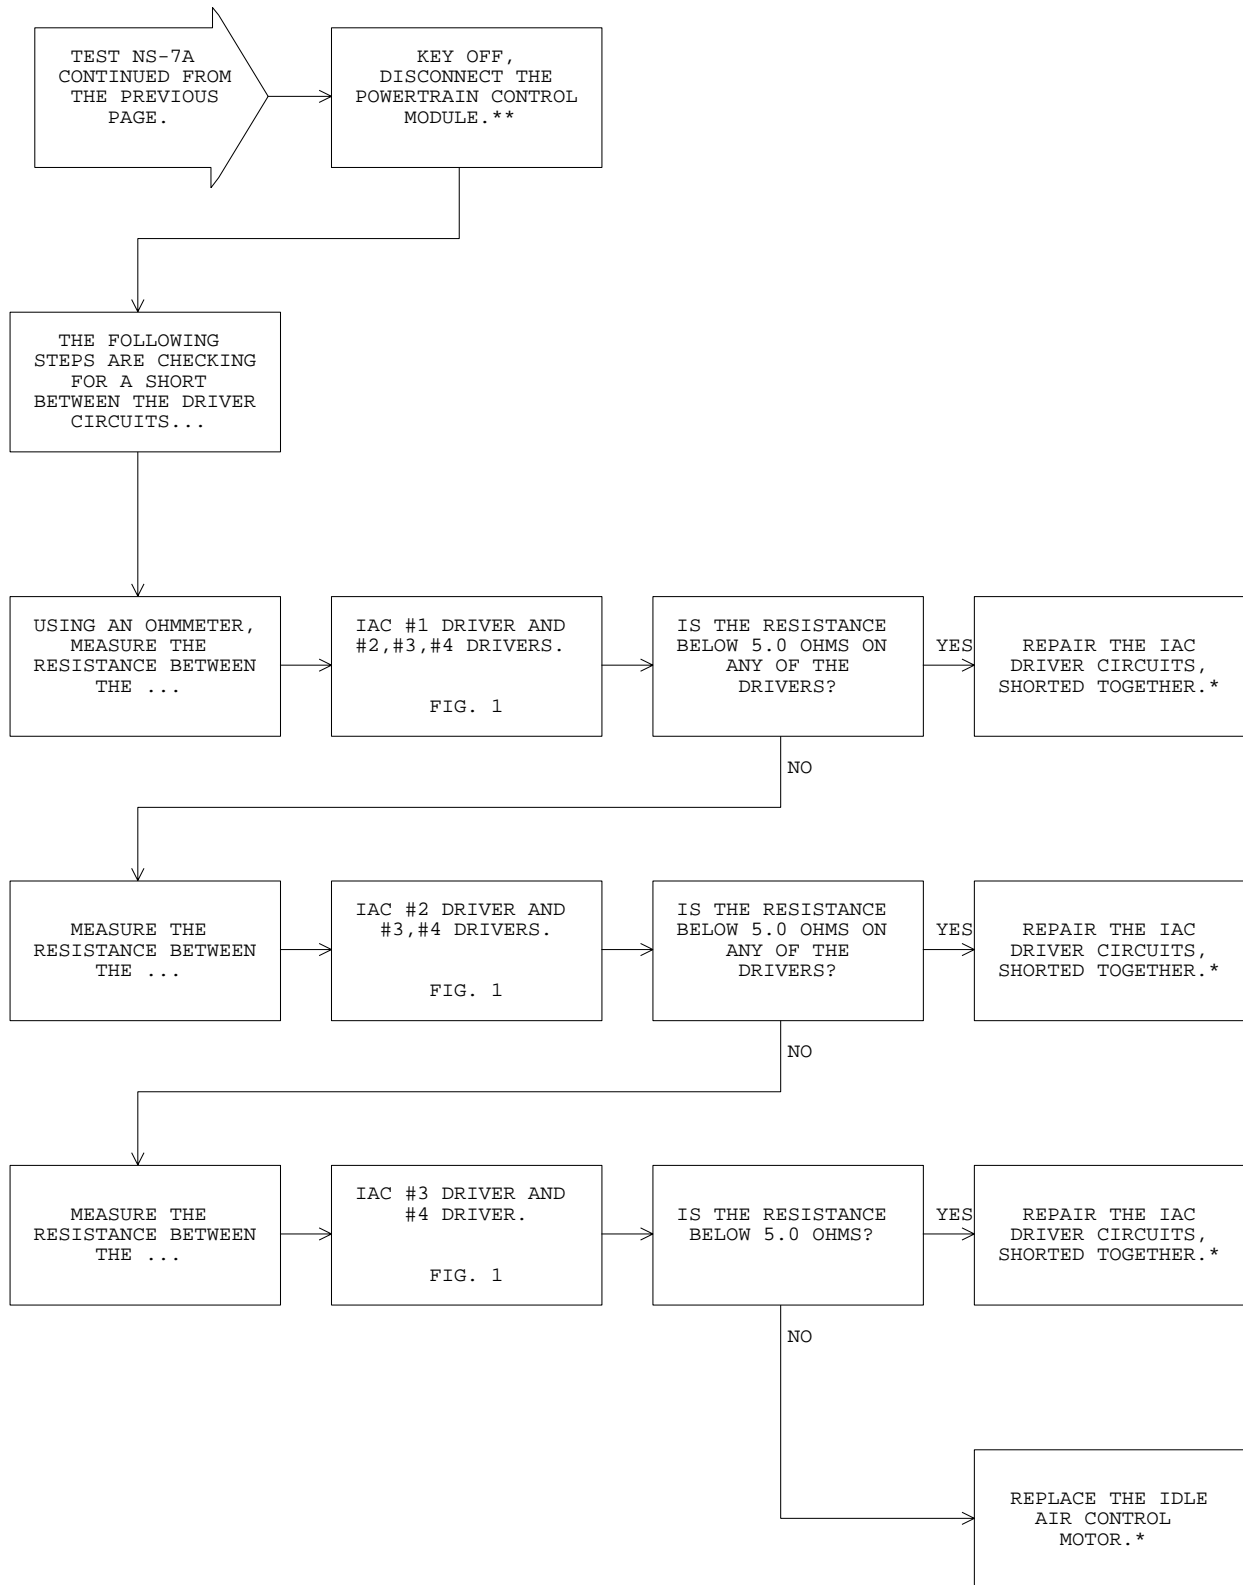 TEST NS-7A
CONTINUED FROM
THE PREVIOUS
PAGE.
KEY OFF,
DISCONNECT THE
POWERTRAIN CONTROL
MODULE.**
THE FOLLOWING
STEPS ARE CHECKING
FOR A SHORT
BETWEEN THE DRIVER
CIRCUITS...
USING AN OHMMETER,
MEASURE THE
RESISTANCE BETWEEN
THE ...
IAC #1 DRIVER AND
#2,#3,#4 DRIVERS.
FIG. 1
IS THE RESISTANCE
BELOW 5.0 OHMS ON
ANY OF THE
DRIVERS?
YES
REPAIR THE IAC
DRIVER CIRCUITS,
SHORTED TOGETHER.*
NO
MEASURE THE
RESISTANCE BETWEEN
THE ...
IAC #2 DRIVER AND
#3,#4 DRIVERS.
FIG. 1
IS THE RESISTANCE
BELOW 5.0 OHMS ON
ANY OF THE
DRIVERS?
YES
REPAIR THE IAC
DRIVER CIRCUITS,
SHORTED TOGETHER.*
NO
MEASURE THE
RESISTANCE BETWEEN
THE ...
IAC #3 DRIVER AND
#4 DRIVER.
FIG. 1
IS THE RESISTANCE
BELOW 5.0 OHMS?
YES
REPAIR THE IAC
DRIVER CIRCUITS,
SHORTED TOGETHER.*
NO
REPLACE THE IDLE
AIR CONTROL
MOTOR.*